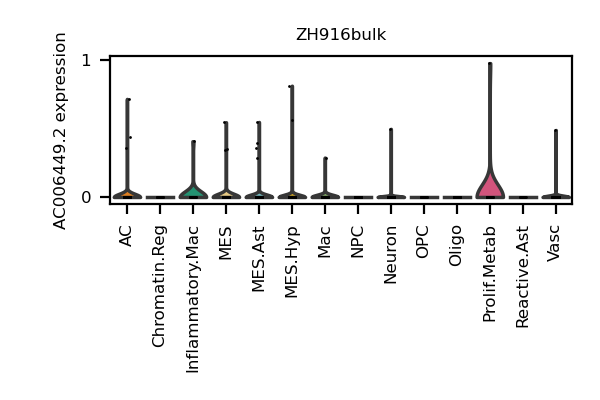 ZH916bulk
AC006449.2 expression
1
0
AC
Chromatin.Reg
Inflammatory.Mac
MES
MES.Ast
MES.Hyp
Mac
NPC
Neuron
OPC
Oligo
Prolif.Metab
Reactive.Ast
Vasc